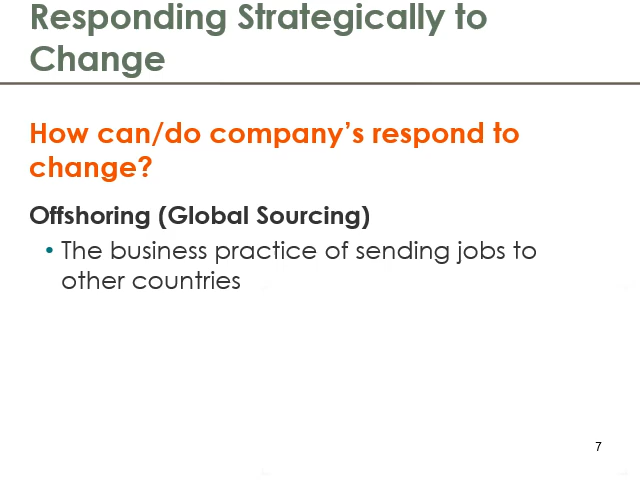 Responding Strategically to
Change
How can/do company’s respond to
change?
Offshoring (Global Sourcing)
• The business practice of sending jobs to
other countries
7